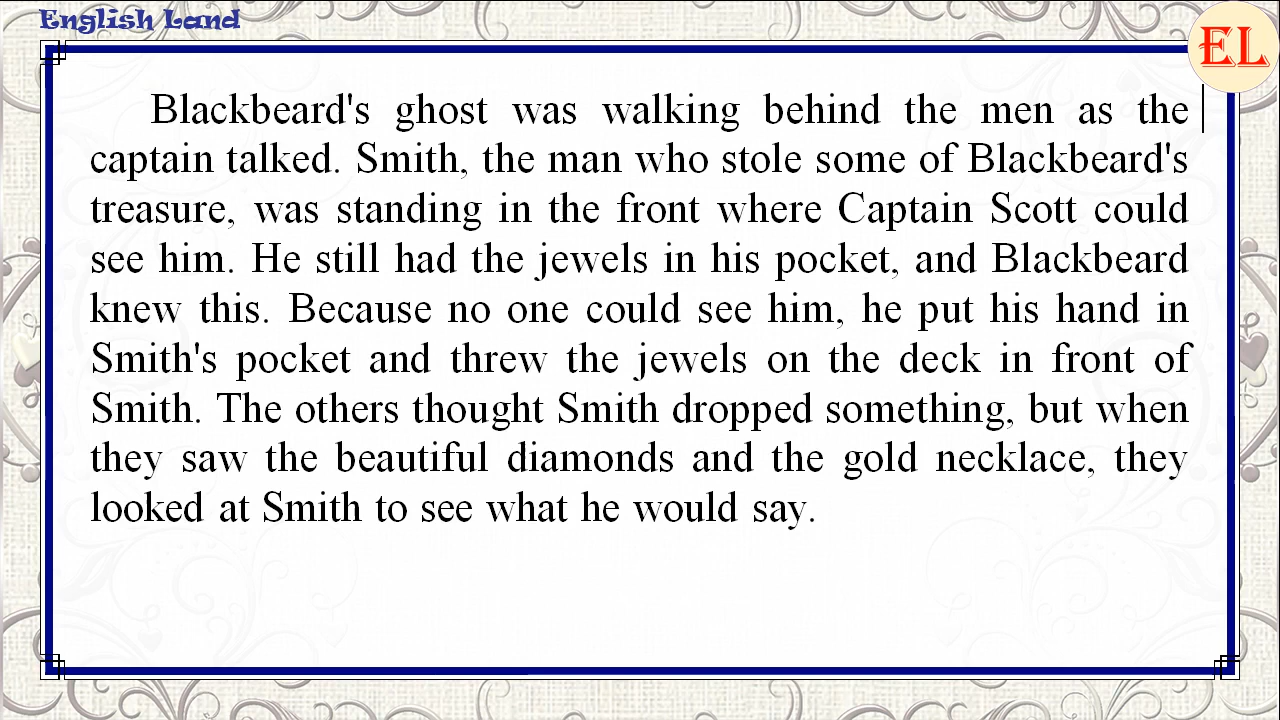 English Land
EL
Blackbeard's ghost was walking behind the men as the
captain talked. Smith, the man who stole some of Blackbeard's
treasure, was standing in the front where Captain Scott could
see him. He still had the jewels in his pocket, and Blackbeard
knew this. Because no one could see him, he put his hand in
Smith's pocket and threw the jewels on the deck in front of
Smith. The others thought Smith dropped something, but when
they saw the beautiful diamonds and the gold necklace, they
looked at Smith to see what he would say.